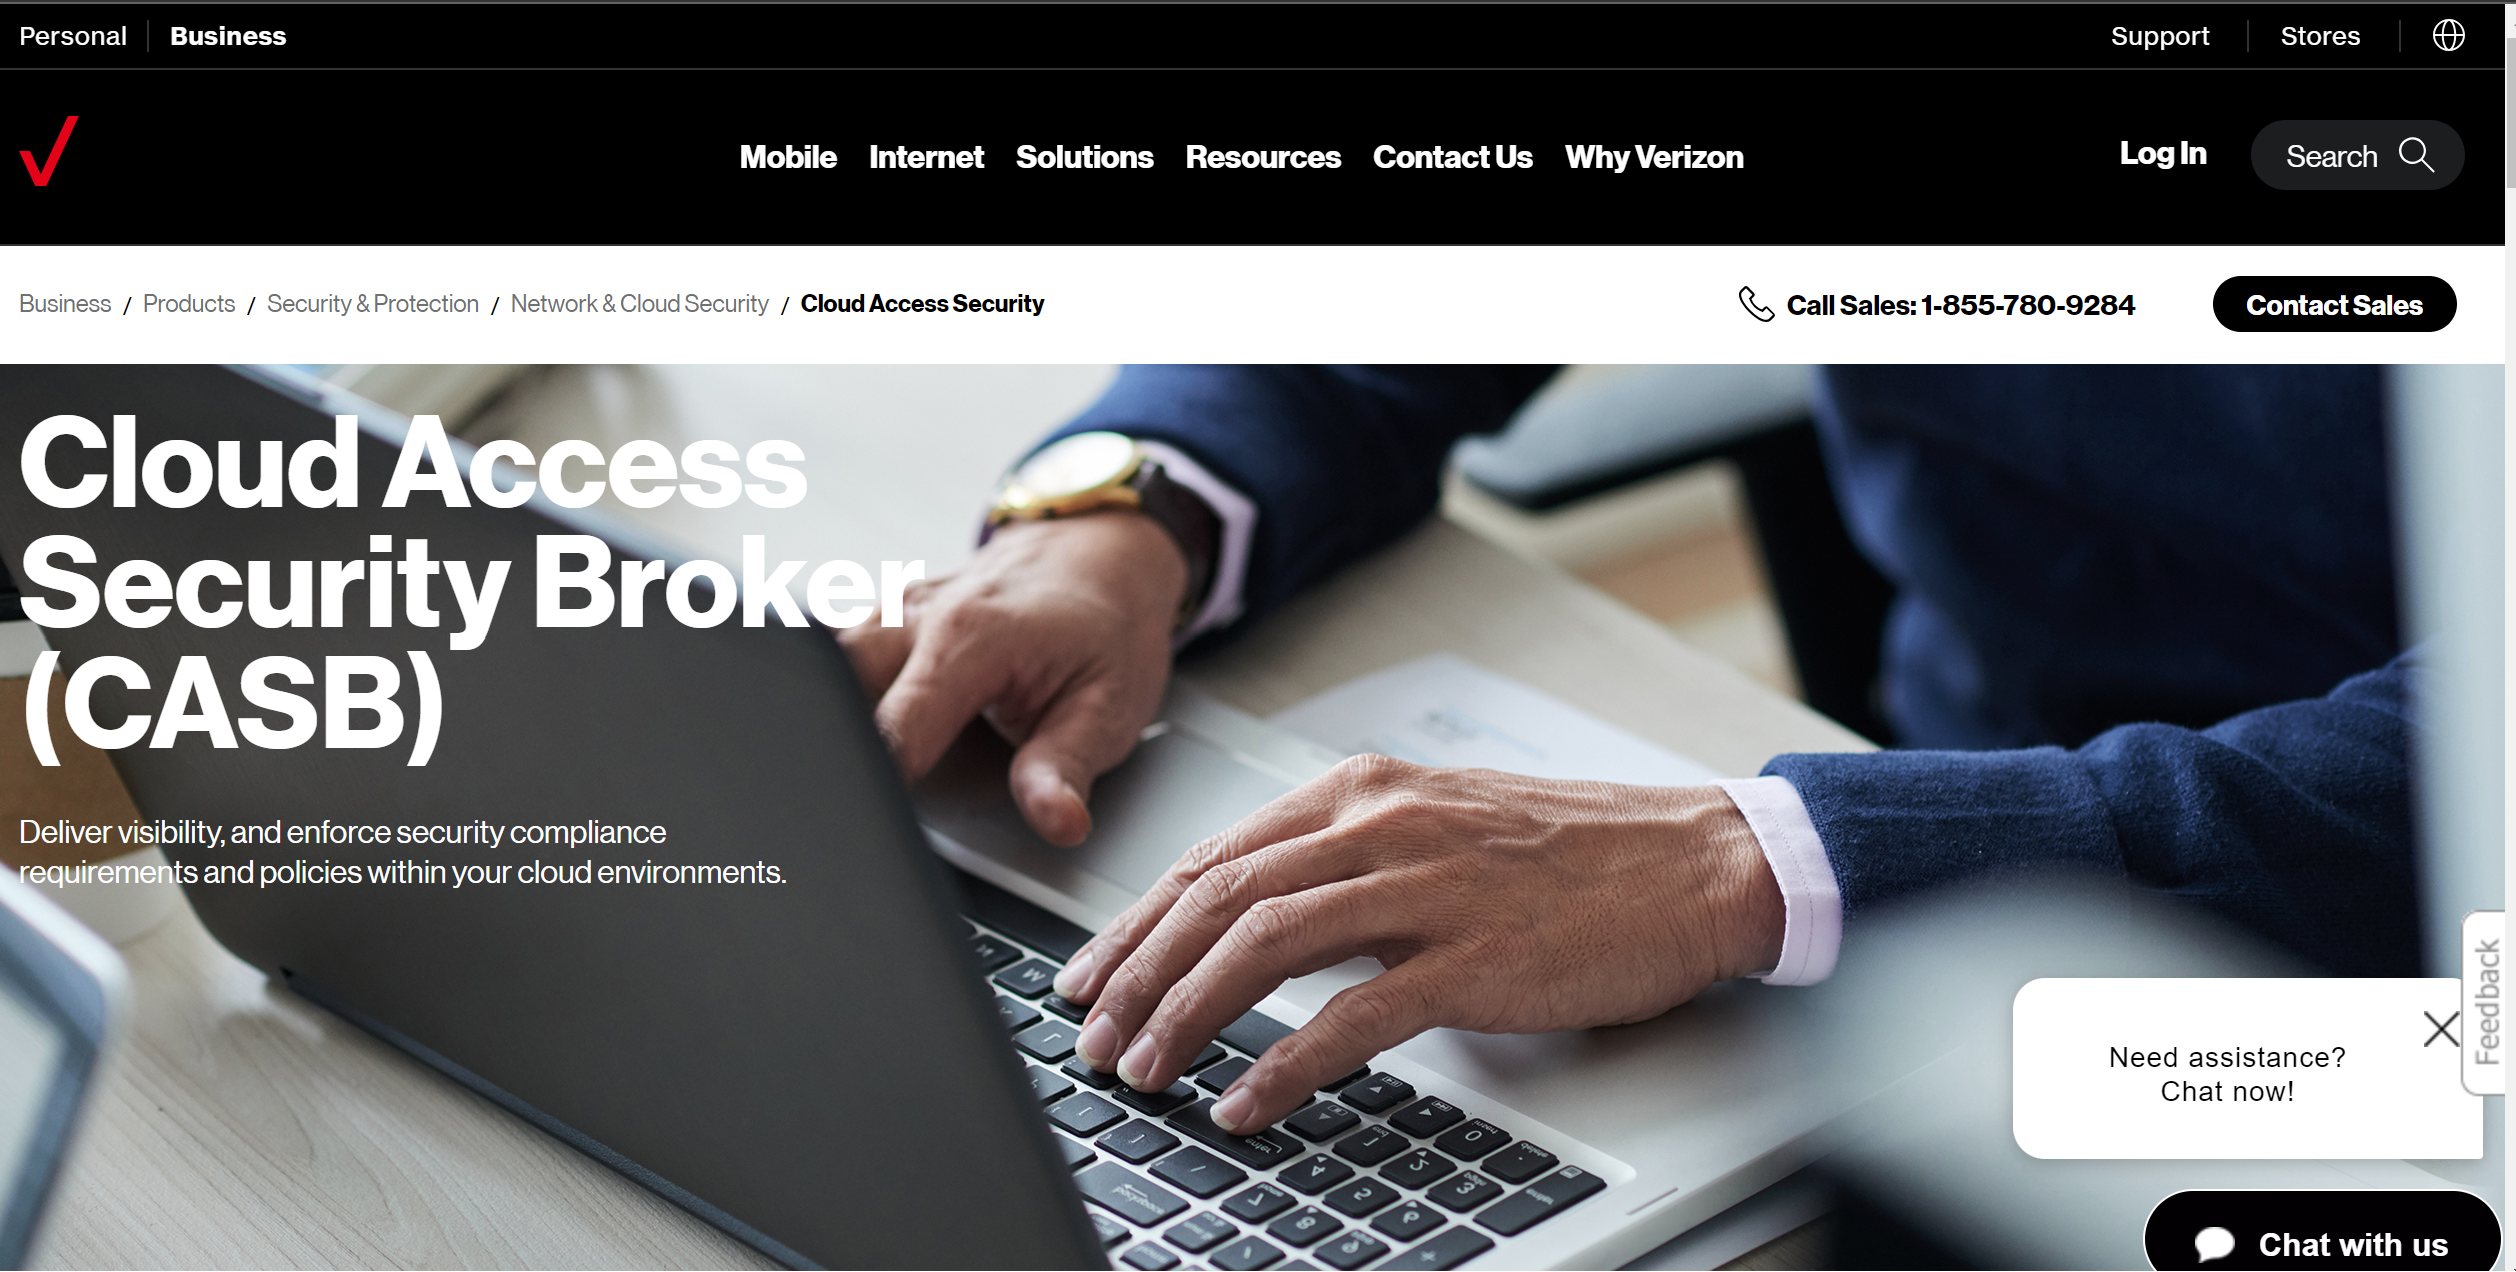 Personal
Business
Support
Stores
Mobile
Internet
Solutions
Resources
Contact Us
Why Verizon
Log In
Search
Business / Products / Security & Protection / Network & Cloud Security / Cloud Access Security
Call Sales: 1-855-780-9284
Contact Sales
Cloud Access
Security Broker
(CASB)
Deliver visibility, and enforce security compliance
requirements and policies within your cloud environments.
Feedback
Need assistance?
Chat now!
Chat with us